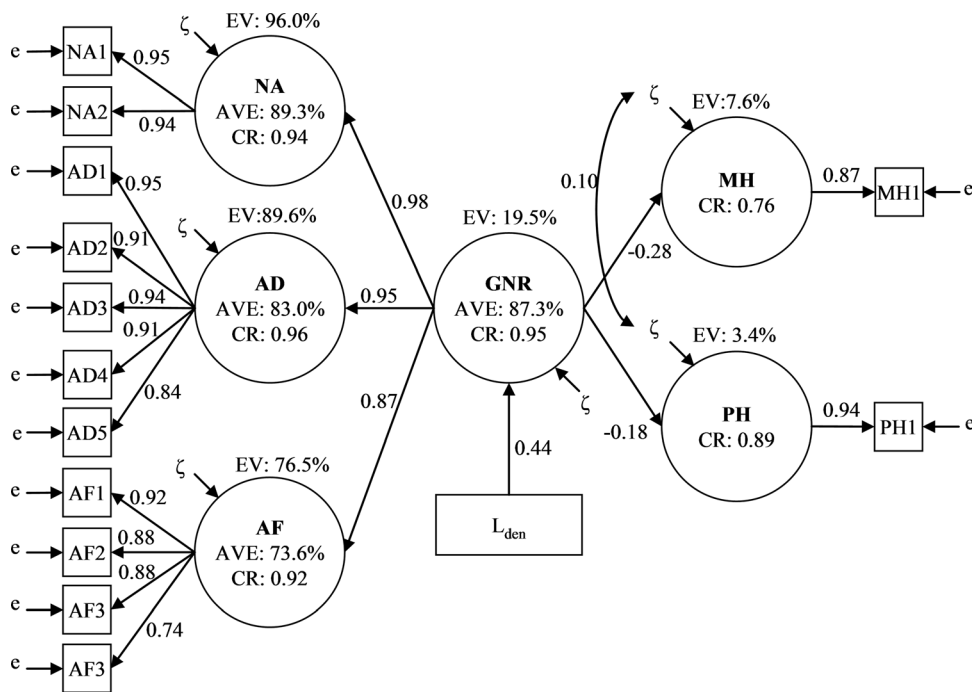 ζ
EV: 96.0%
e
NA1
0.95
NA
AVE: 89.3%
CR: 0.94
e
NA2
0.94
e
AD1
0.95
ζ
EV:89.6%
e
AD2
0.91
AD
AVE: 83.0%
CR: 0.96
e
AD3
0.94
e
AD4
0.91
e
AD5
0.84
ζ
EV: 76.5%
e
AF1
0.92
AF
AVE: 73.6%
CR: 0.92
e
AF2
0.88
e
AF3
0.88
e
AF3
0.74
0.98
0.95
0.87
EV: 19.5%
GNR
AVE: 87.3%
CR: 0.95
ζ
0.44
Lden
0.10
-0.28
-0.18
ζ
EV:7.6%
MH
CR: 0.76
0.87
MH1
e
ζ
EV: 3.4%
PH
CR: 0.89
0.94
PH1
e